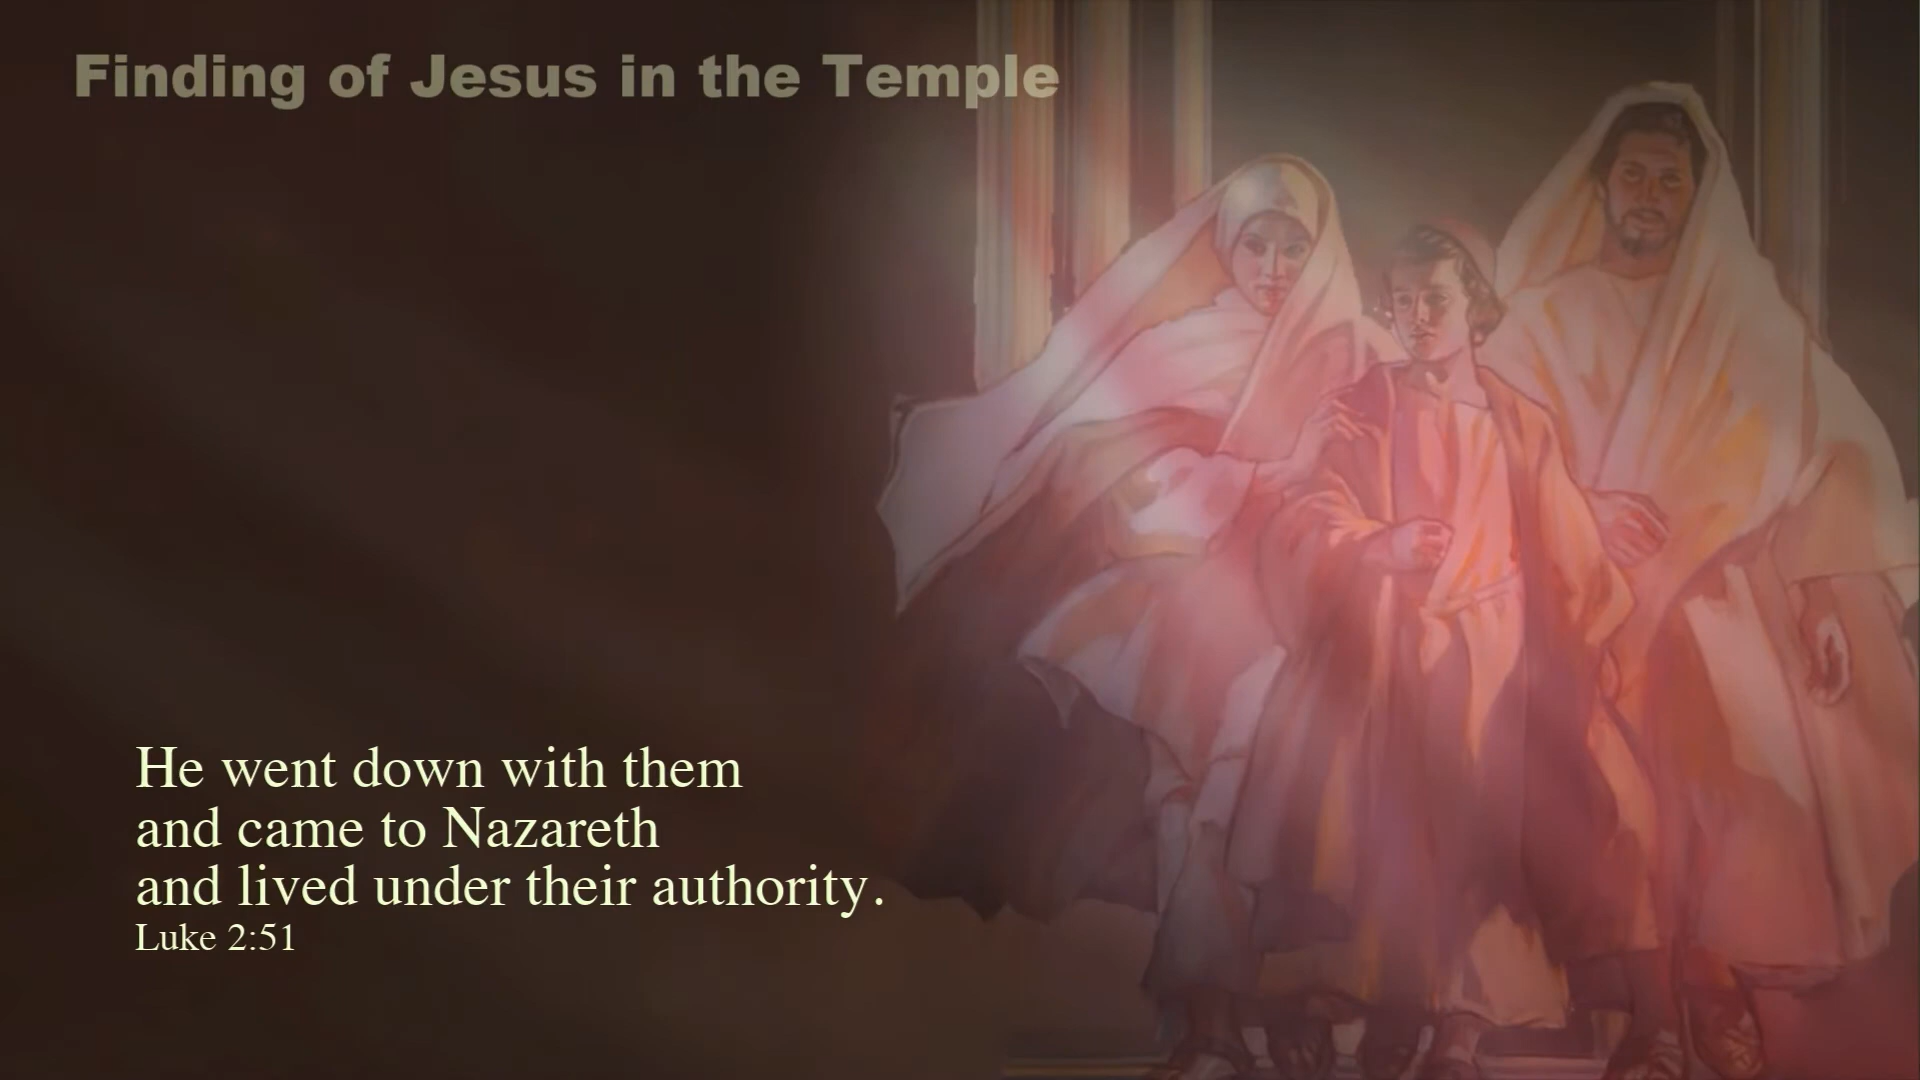 Finding of Jesus in the Temple
He went down with them
and came to Nazareth
and lived under their authority.
Luke 2:51